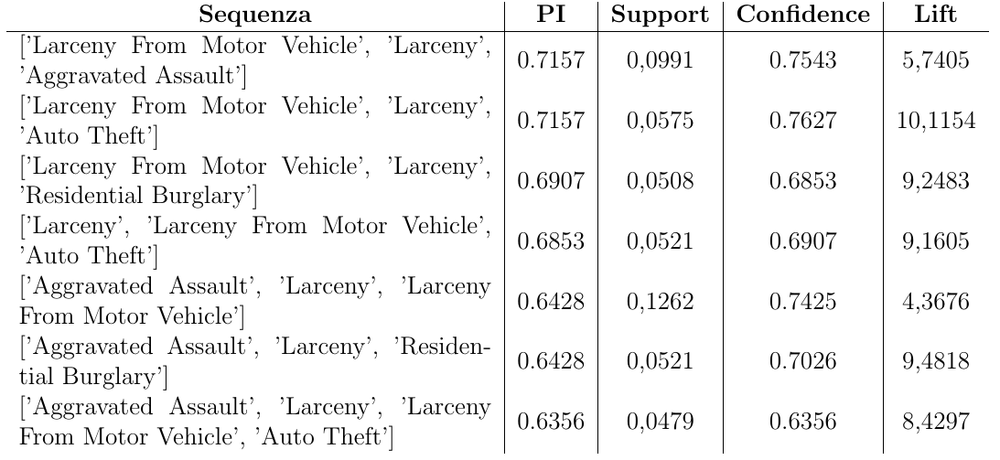 Sequenza PI Support Confidence Lift
['Larceny From Motor Vehicle', 'Larceny',
'Aggravated Assault'] 0.7157 0,0991 0.7543 5,7405
['Larceny From Motor Vehicle', 'Larceny',
'Auto Theft'] 0.7157 0,0575 0.7627 10,1154
['Larceny From Motor Vehicle', 'Larceny',
'Residential Burglary'] 0.6907 0,0508 0.6853 9,2483
['Larceny', 'Larceny From Motor Vehicle',
'Auto Theft'] 0.6853 0,0521 0.6907 9,1605
['Aggravated Assault', 'Larceny', 'Larceny
From Motor Vehicle'] 0.6428 0,1262 0.7425 4,3676
['Aggravated Assault', 'Larceny', 'Residen-
tial Burglary'] 0.6428 0,0521 0.7026 9,4818
['Aggravated Assault', 'Larceny', 'Larceny
From Motor Vehicle', 'Auto Theft'] 0.6356 0,0479 0.6356 8,4297